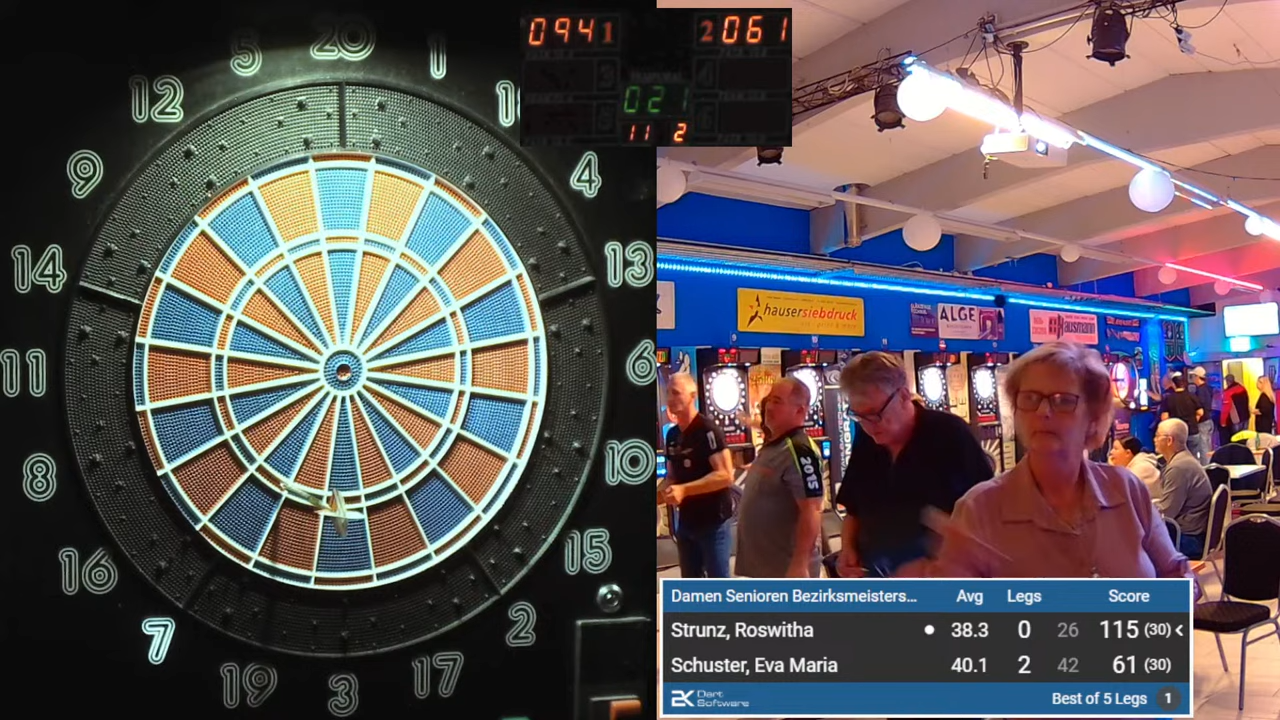 0941
2061
021
11 2
5 20 1
12
9 4
14 13
11 6
8 10
16 15
7 2
19 3 17
hausersiebdruck
ALGE
2015
Damen Senioren Bezirksmeisters... Avg Legs Score
Strunz, Roswitha 38.3 0 26 115 (30)
Schuster, Eva Maria 40.1 2 42 61 (30)
2K Dart Software Best of 5 Legs 1